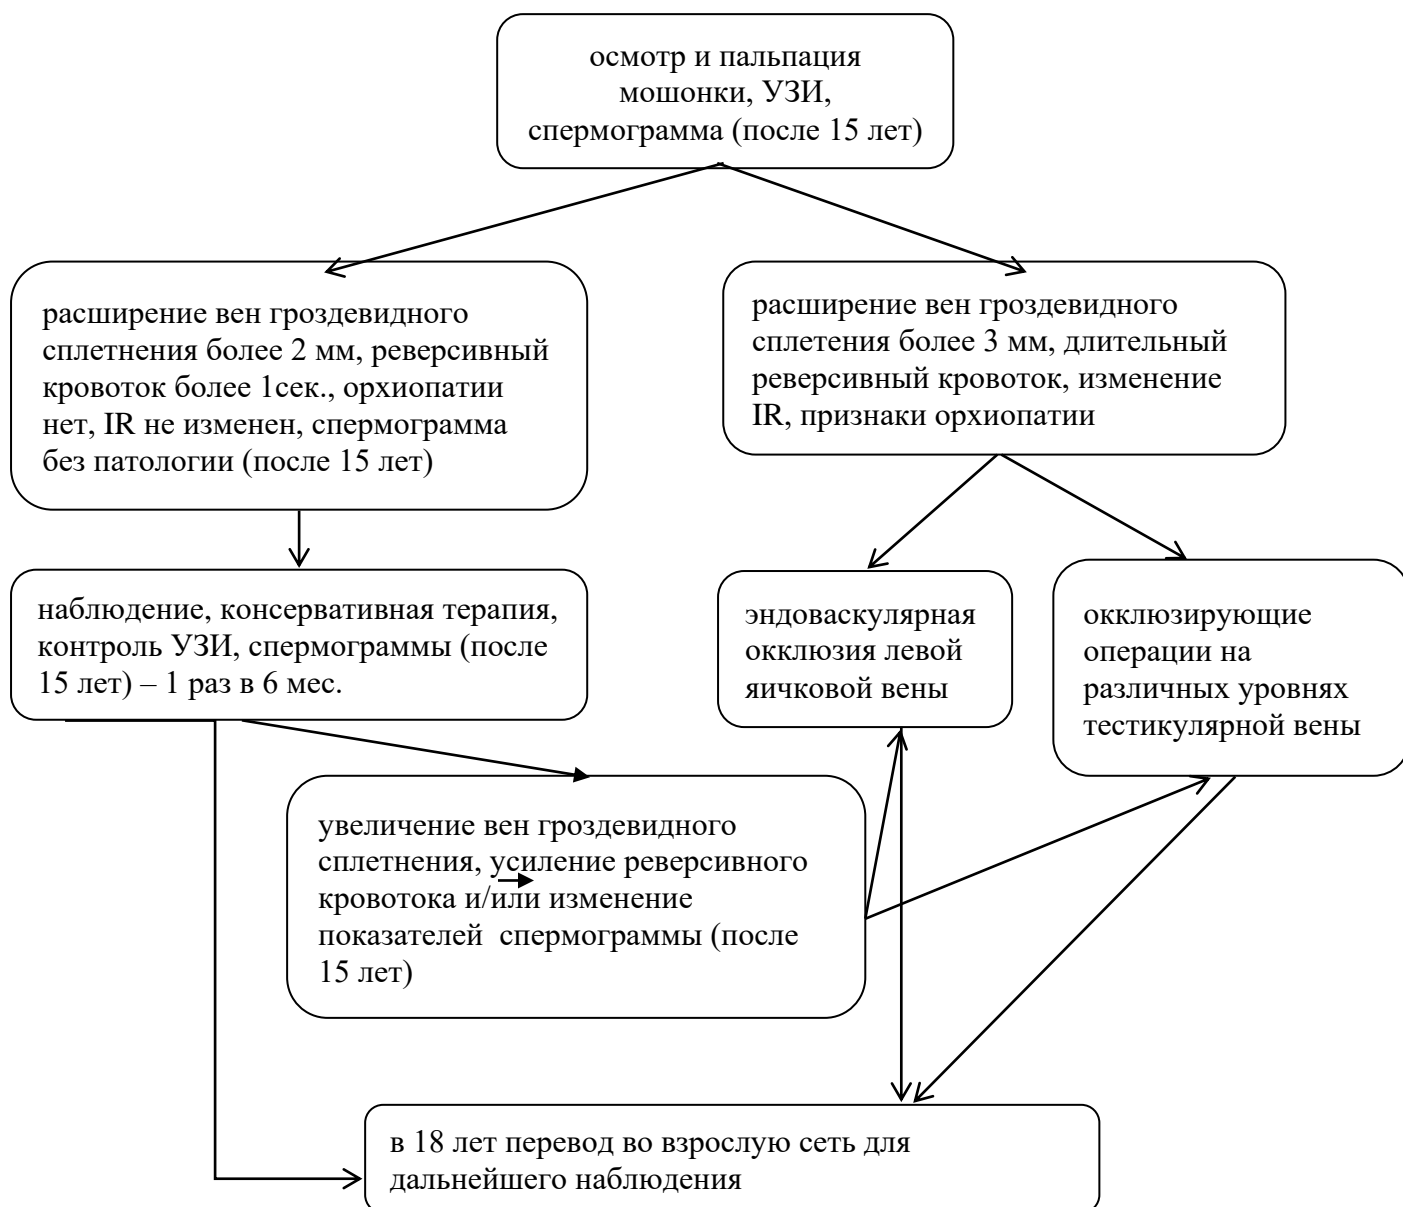 осмотр и пальпация
мошонки, УЗИ,
спермограмма (после 15 лет)
расширение вен гроздевидного
сплетнения более 2 мм, реверсивный
кровоток более 1сек., орхиопатии
нет, IR не изменен, спермограмма
без патологии (после 15 лет)
расширение вен гроздевидного
сплетения более 3 мм, длительный
реверсивный кровоток, изменение
IR, признаки орхиопатии
наблюдение, консервативная терапия,
контроль УЗИ, спермограммы (после
15 лет) – 1 раз в 6 мес.
эндоваскулярная
окклюзия левой
яичковой вены
окклюзирующие
операции на
различных уровнях
тестикулярной вены
увеличение вен гроздевидного
сплетнения, усиление реверсивного
кровотока и/или изменение
показателей  спермограммы (после
15 лет)
в 18 лет перевод во взрослую сеть для
дальнейшего наблюдения